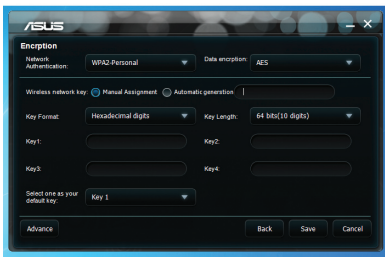 ASUS
Encrption
Network Authentication: WPA2-Personal Data encrption: AES
Wireless network key: Manual Assignment Automatic generation
Key Format Hexadecimal digits Key Length: 64 bits(10 digits)
Key1: Key2:
Key3: Key4:
Select one as your default key: Key 1
Advance Back Save Cancel